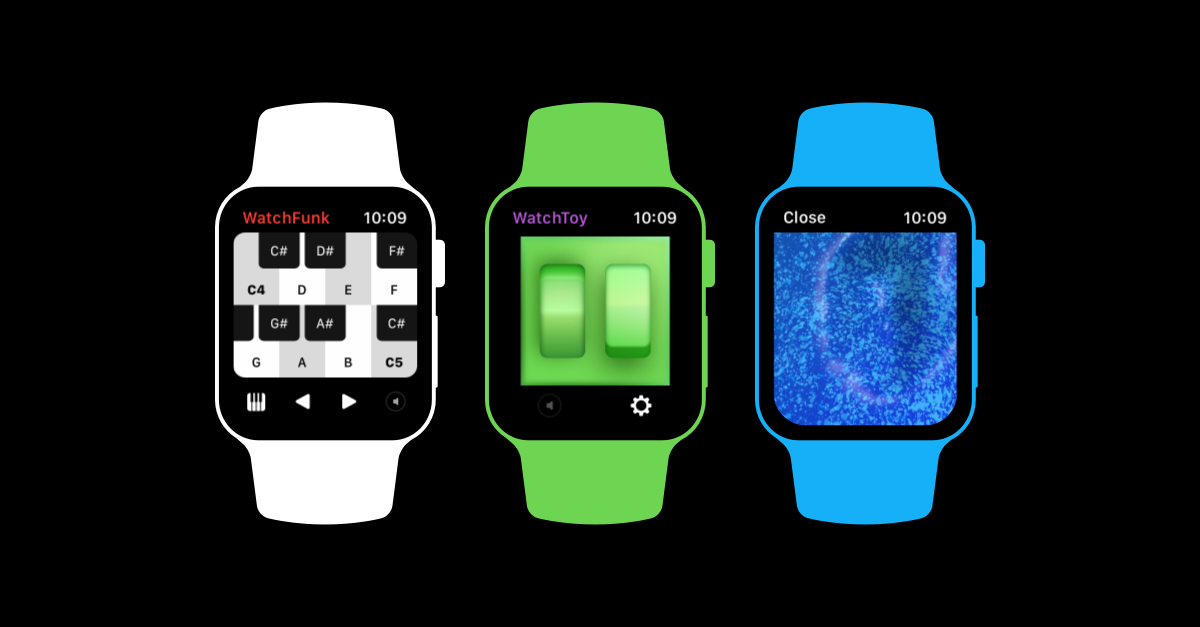 WatchFunk 10:09
C# D# F#
C4 D E F
G# A# C#
G A B C5
WatchToy 10:09
Close 10:09